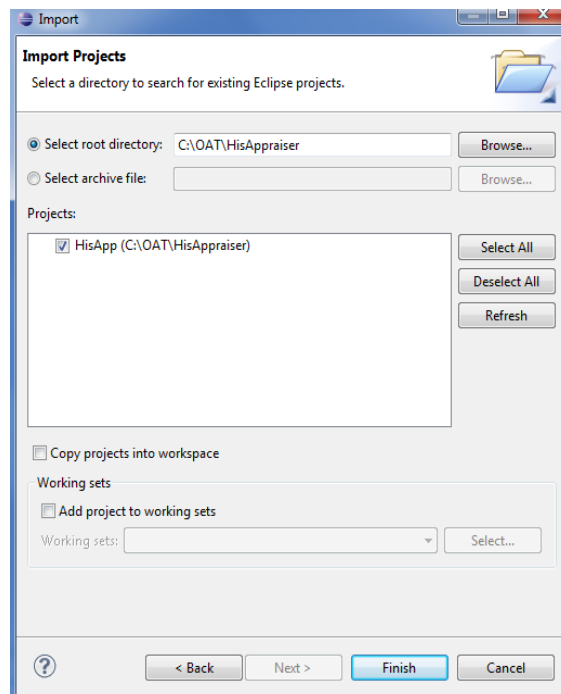 Import
Import Projects
Select a directory to search for existing Eclipse projects.
Select root directory: C:\OAT\HisAppraiser Browse...
Select archive file: Browse...
Projects:
HisApp (C:\OAT\HisAppraiser)
Select All
Deselect All
Refresh
Copy projects into workspace
Working sets
Add project to working sets
Working sets: Select...
? < Back Next > Finish Cancel